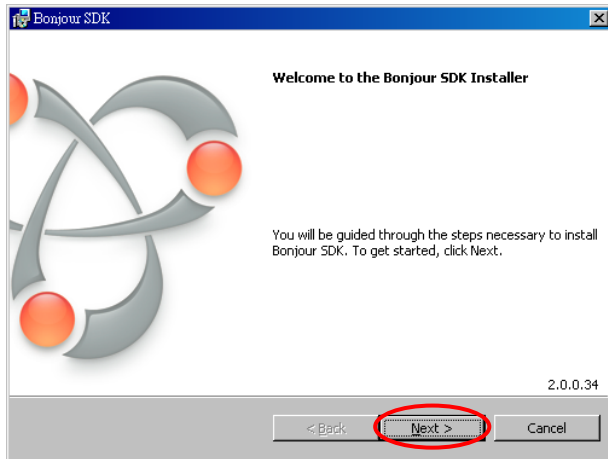 Bonjour SDK
Welcome to the Bonjour SDK Installer
You will be guided through the steps necessary to install
Bonjour SDK. To get started, click Next.
2.0.0.34
< Back
Next >
Cancel